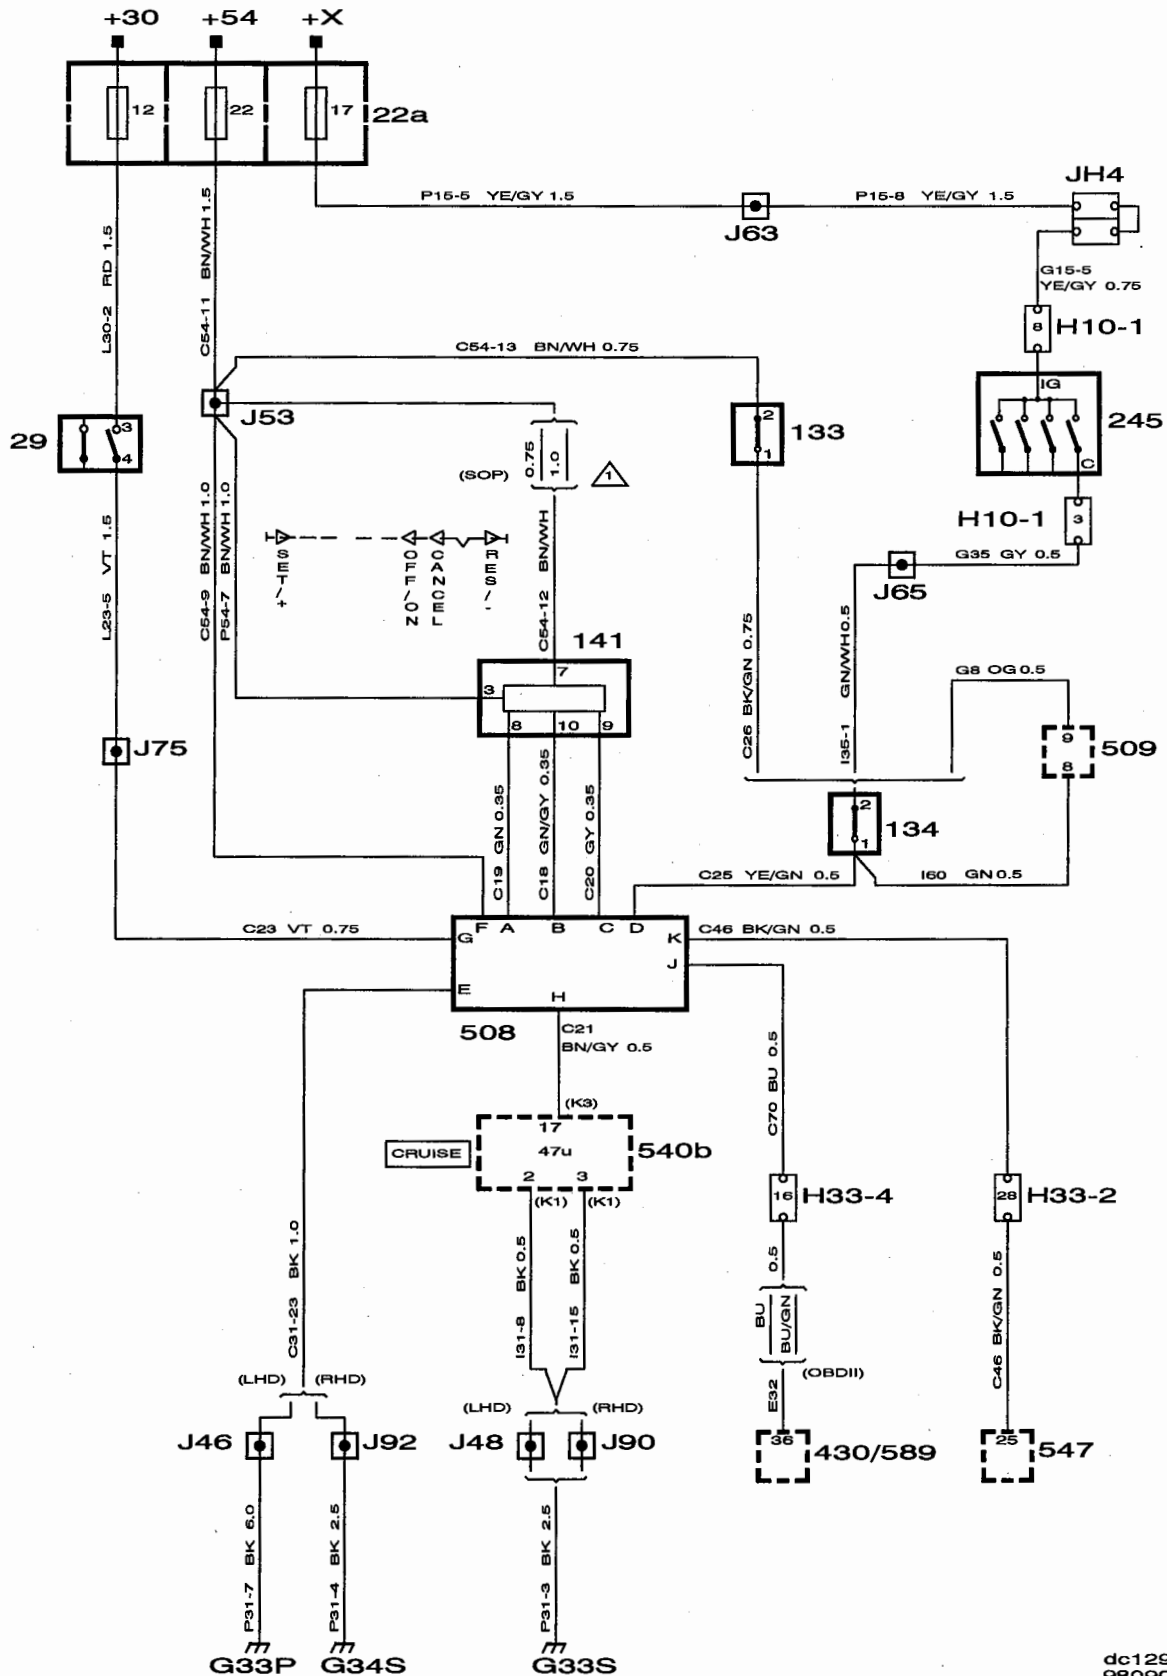 +30
+54
+X
12
22
17
22a
P15-5 YE/GY 1.5
J63
P15-8 YE/GY 1.5
JH4
G15-5
YE/GY 0.75
8
H10-1
L30-2 RD 1.5
C54-11 BN/WH 1.5
C54-13 BN/WH 0.75
J53
29
3
4
2
1
133
IG
C
245
0.75
1.0
(SOP)
1
H10-1
3
G35 GY 0.5
J65
L23-5 VT 1.5
C54-9 BN/WH 1.0
P54-7 BN/WH 1.0
SET/+
OFF/ON
CANCEL
RES/-
C54-12 BN/WH
141
7
3
8
10
9
C26 BK/GN 0.75
I35-1 GN/WH 0.5
G8 OG 0.5
9
8
509
J75
2
1
134
C19 GN 0.35
C18 GN/GY 0.35
C20 GY 0.35
C25 YE/GN 0.5
I60 GN 0.5
C23 VT 0.75
G
F
A
B
C
D
K
J
E
H
C46 BK/GN 0.5
508
C21
BN/GY 0.5
C70 BU 0.5
(K3)
17
CRUISE
47u
540b
2
3
(K1)
(K1)
16
H33-4
28
H33-2
C31-23 BK 1.0
I31-8 BK 0.5
I31-15 BK 0.5
0.5
BU
BU/GN
(OBDII)
E32
C46 BK/GN 0.5
(LHD)
(RHD)
(LHD)
(RHD)
J46
J92
J48
J90
36
430/589
25
547
P31-7 BK 6.0
P31-4 BK 2.5
P31-3 BK 2.5
G33P
G34S
G33S
dc129